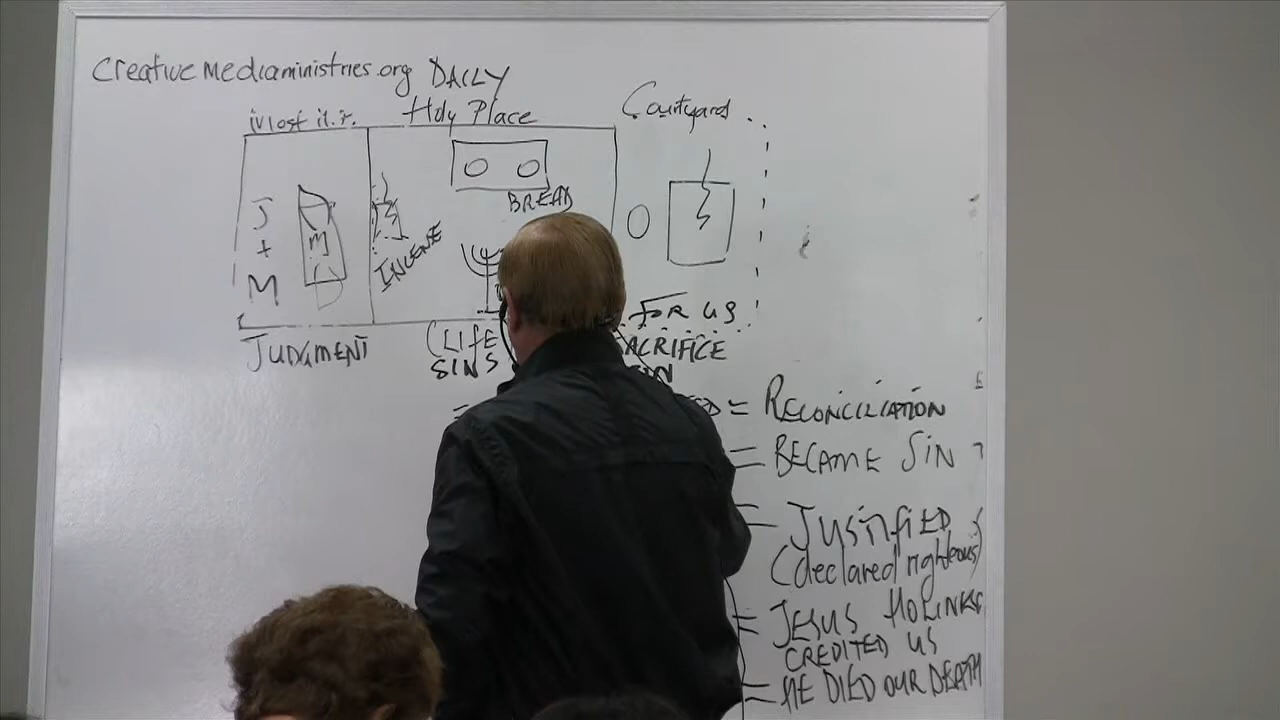 Creativemediaministries.org DAILY
Most H.P. Holy Place Courtyard
BREAD
J
+
M
INCENSE
FOR US
JUDGMENT (LIFE SACRIFICE
SINS SIN
= = RECONCILIATION
= BECAME SIN
= JUSTIFIED
(declared righteous)
= JESUS HOLINESS
CREDITED US
= HE DIED OUR DEATH